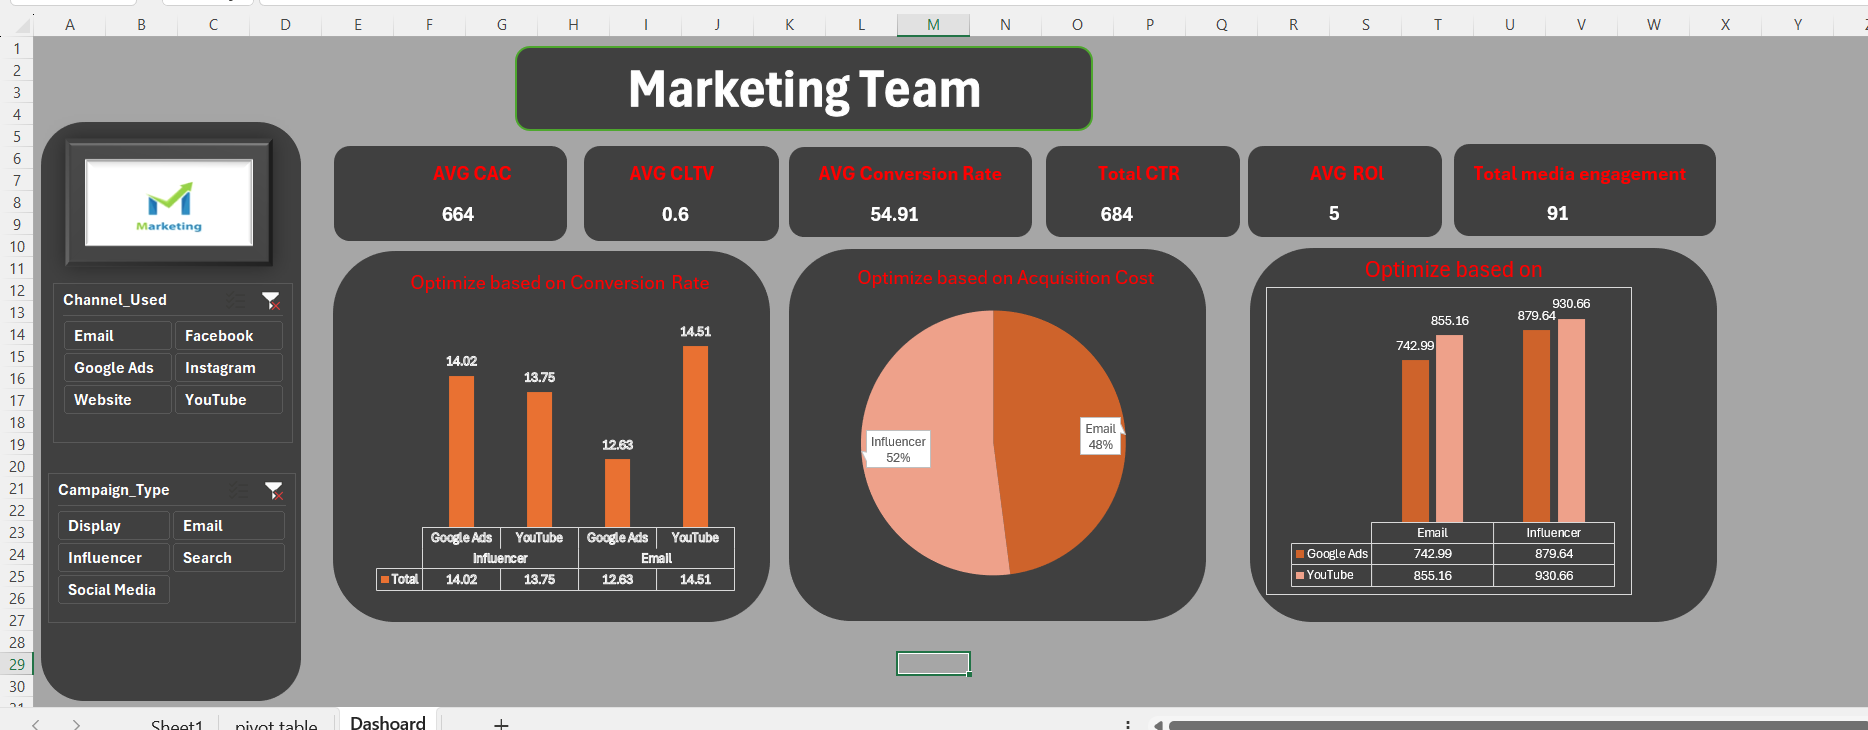 A B C D E F G H I J K L M N O P Q R S T U V W X Y
1
2
3
4
5
6
7
8
9
10
11
12
13
14
15
16
17
18
19
20
21
22
23
24
25
26
27
28
29
30
Marketing Team
Marketing
Channel_Used
Email Facebook
Google Ads Instagram
Website YouTube
Campaign_Type
Display Email
Influencer Search
Social Media
AVG CAC
664
AVG CLTV
0.6
AVG Conversion Rate
54.91
Total CTR
684
AVG ROI
5
Total media engagement
91
Optimize based on Conversion Rate
14.02 13.75 12.63 14.51
Google Ads YouTube Google Ads YouTube
Influencer Email
Total 14.02 13.75 12.63 14.51
Optimize based on Acquisition Cost
Influencer
52%
Email
48%
Optimize based on
742.99 855.16 879.64 930.66
Email Influencer
Google Ads 742.99 879.64
YouTube 855.16 930.66
Sheet1 pivot table Dashoard